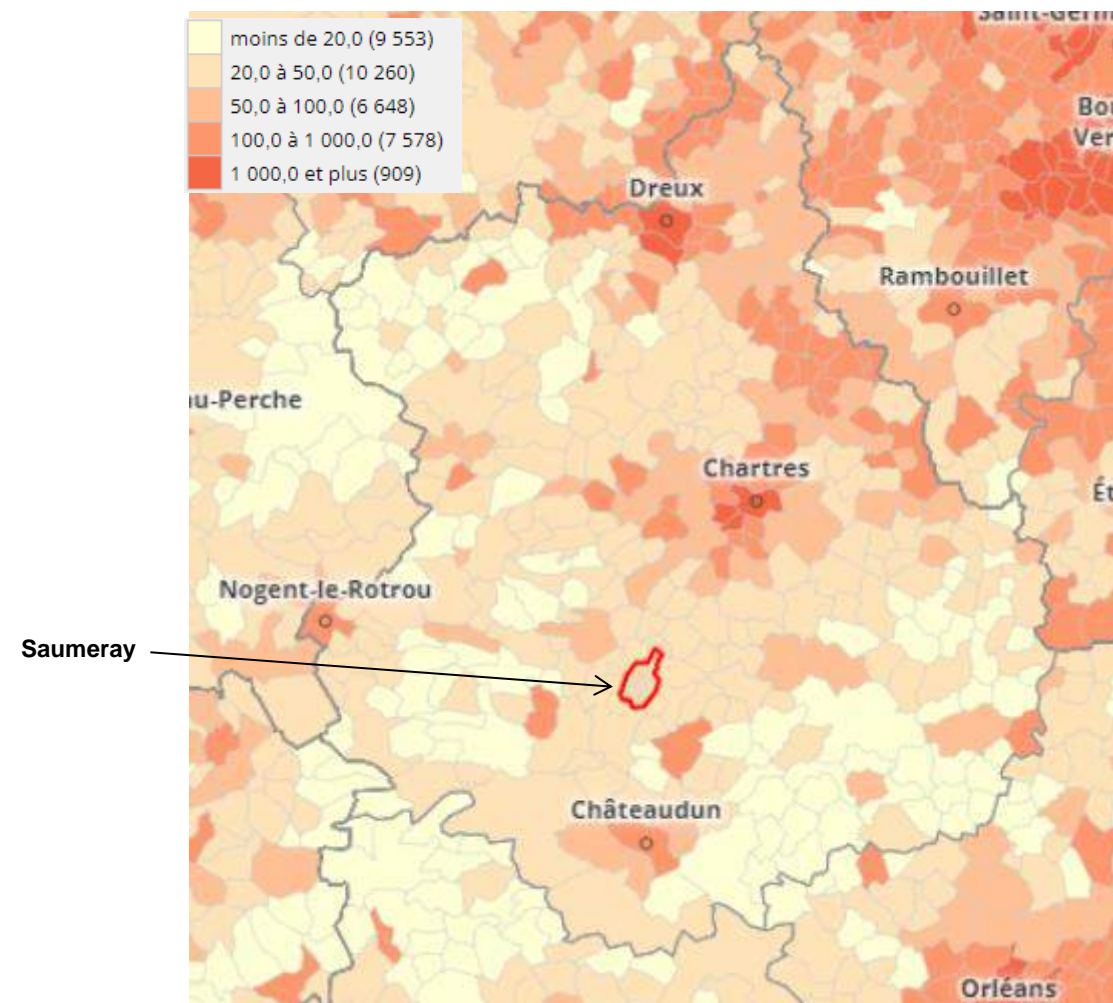 moins de 20,0 (9 553)
20,0 à 50,0 (10 260)
50,0 à 100,0 (6 648)
100,0 à 1 000,0 (7 578)
1 000,0 et plus (909)
Dreux
Rambouillet
au-Perche
Chartres
Nogent-le-Rotrou
Saumeray
Châteaudun
Orléans